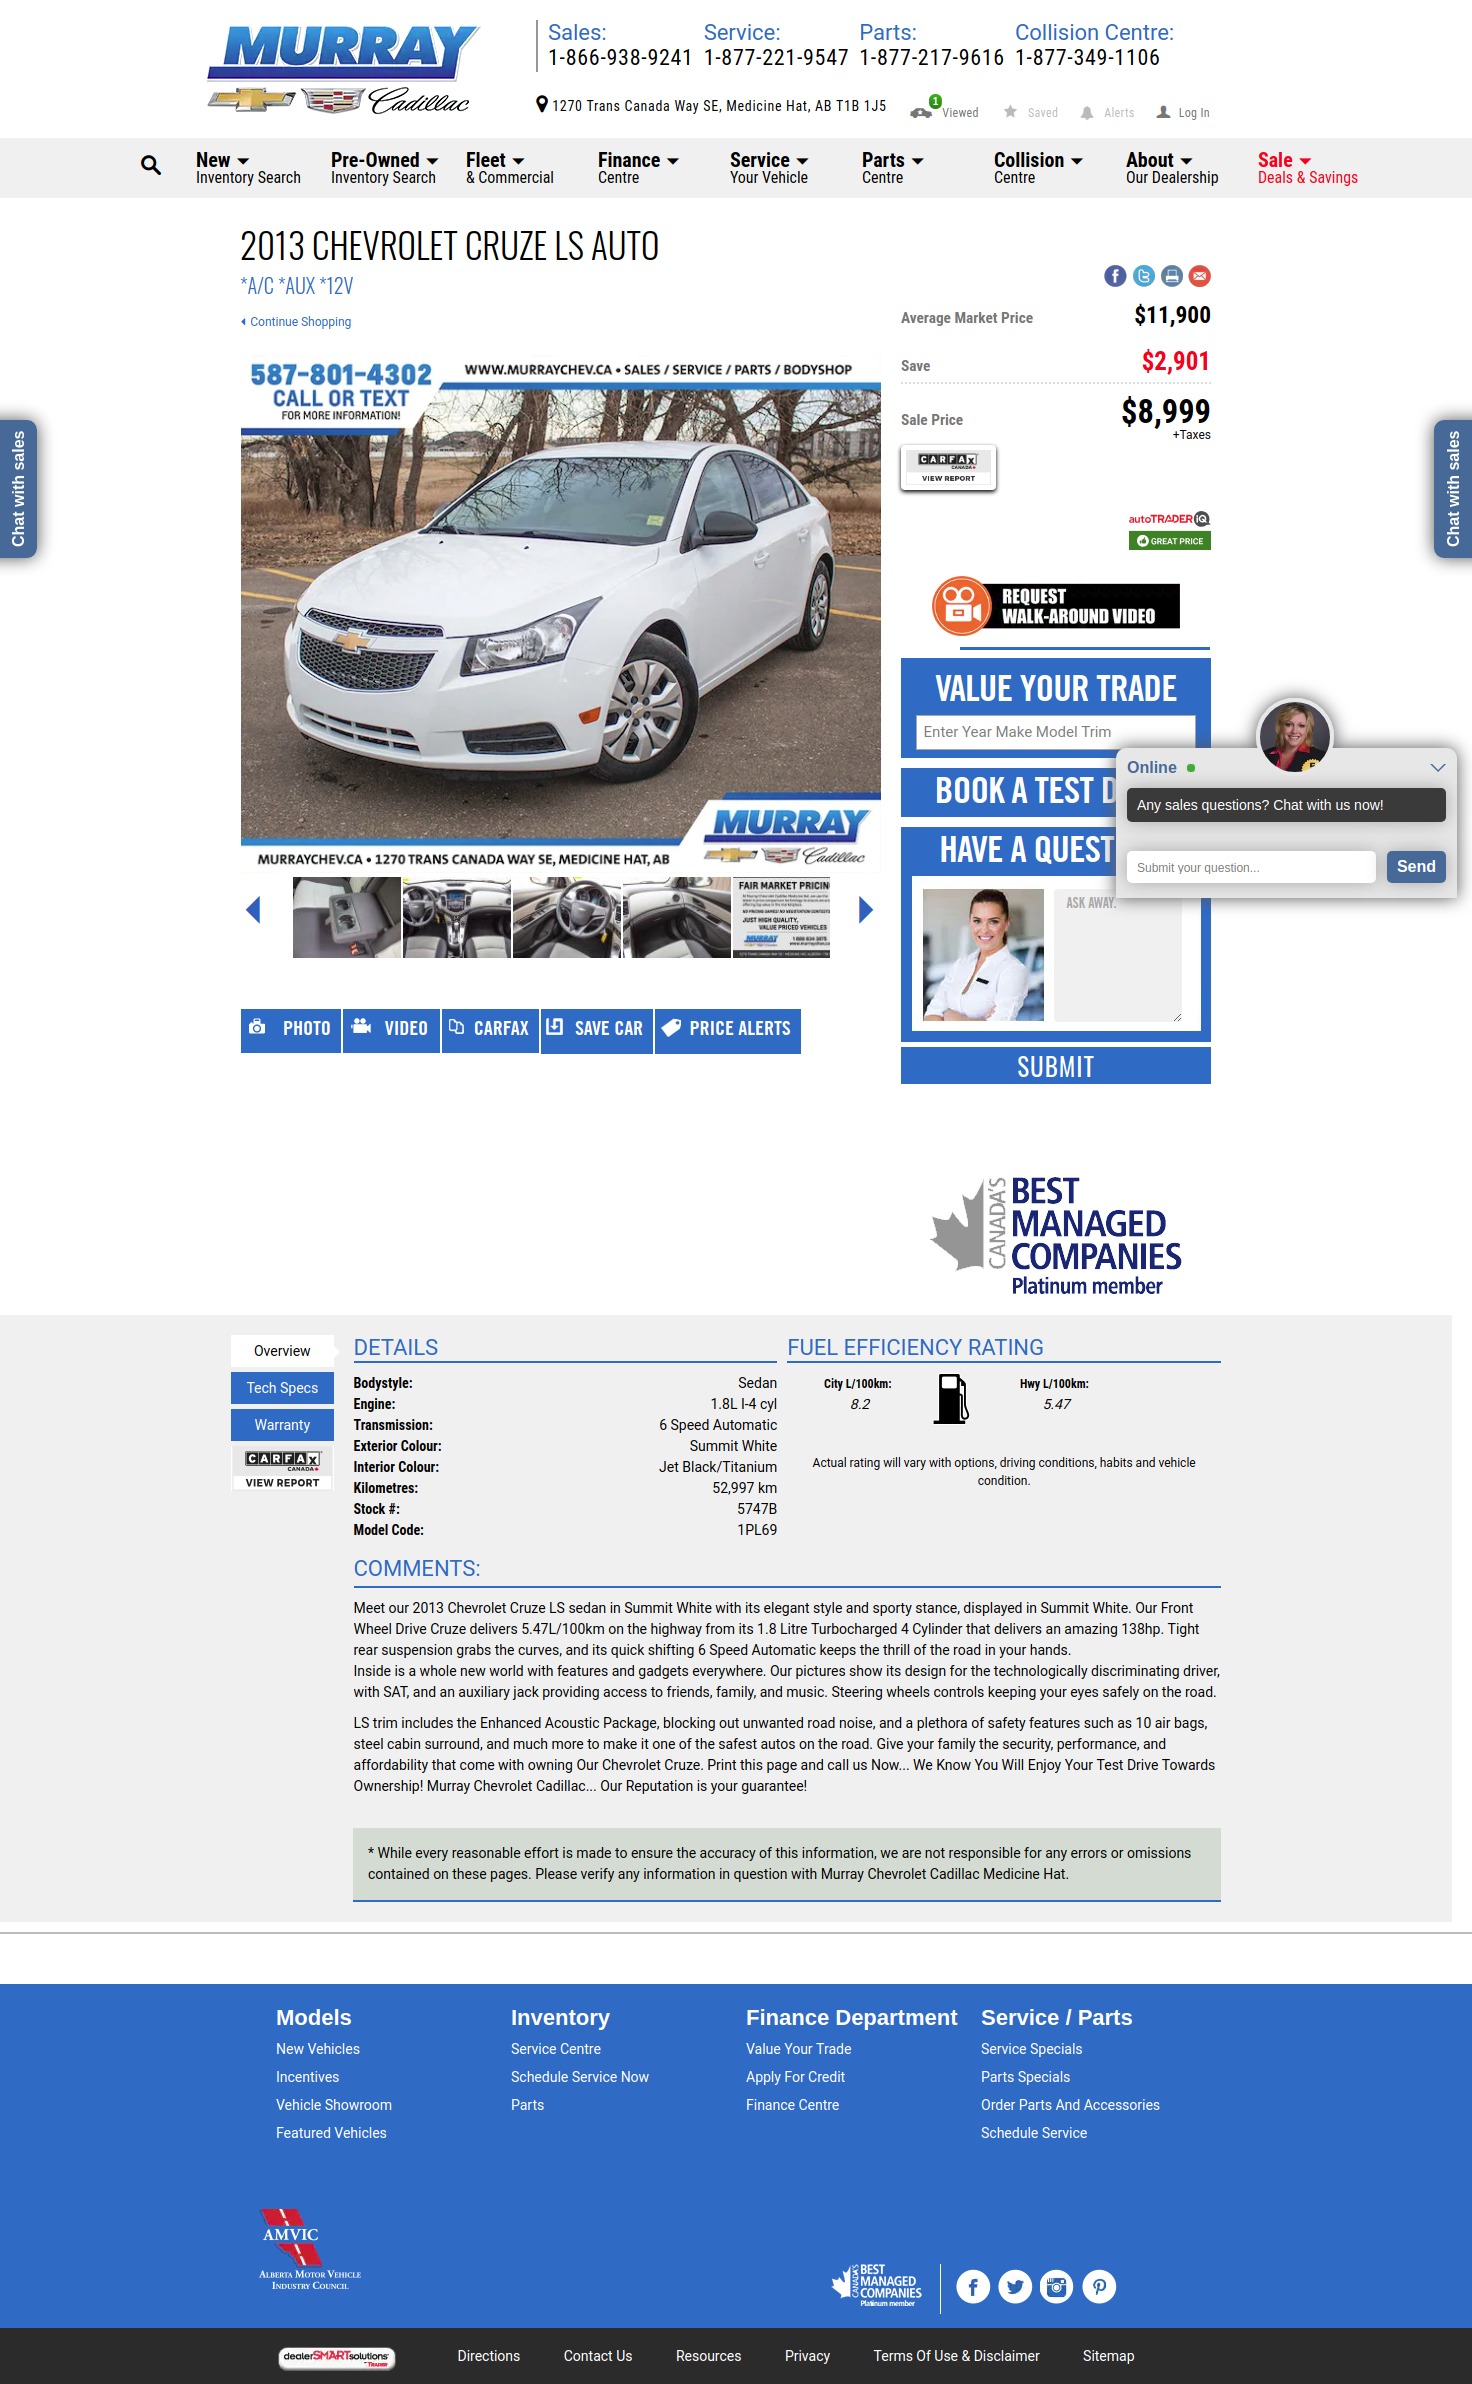 MURRAY
Cadillac
Sales:
1-866-938-9241
Service:
1-877-221-9547
Parts:
1-877-217-9616
Collision Centre:
1-877-349-1106
1270 Trans Canada Way SE, Medicine Hat, AB T1B 1J5
1
Viewed
Saved
Alerts
Log In
New
Inventory Search
Pre-Owned
Inventory Search
Fleet
& Commercial
Finance
Centre
Service
Your Vehicle
Parts
Centre
Collision
Centre
About
Our Dealership
Sale
Deals & Savings
2013 CHEVROLET CRUZE LS AUTO
*A/C *AUX *12V
Continue Shopping
587-801-4302
CALL OR TEXT
FOR MORE INFORMATION!
WWW.MURRAYCHEV.CA • SALES / SERVICE / PARTS / BODYSHOP
MURRAY
Cadillac
MURRAYCHEV.CA • 1270 TRANS CANADA WAY SE, MEDICINE HAT, AB
FAIR MARKET PRICIN
JUST HIGH QUALITY,
VALUE PRICED VEHICLES
MURRAY
PHOTO
VIDEO
CARFAX
SAVE CAR
PRICE ALERTS
Average Market Price
$11,900
Save
$2,901
Sale Price
$8,999
+Taxes
CARFAX
CANADA
VIEW REPORT
autoTRADER IQ
GREAT PRICE
REQUEST
WALK-AROUND VIDEO
VALUE YOUR TRADE
Enter Year Make Model Trim
BOOK A TEST D
HAVE A QUEST
ASK AWAY.
SUBMIT
Chat with sales
Chat with sales
Online
Any sales questions? Chat with us now!
Submit your question...
Send
CANADA'S
BEST
MANAGED
COMPANIES
Platinum member
Overview
Tech Specs
Warranty
CARFAX
CANADA
VIEW REPORT
DETAILS
Bodystyle: Sedan
Engine: 1.8L I-4 cyl
Transmission: 6 Speed Automatic
Exterior Colour: Summit White
Interior Colour: Jet Black/Titanium
Kilometres: 52,997 km
Stock #: 5747B
Model Code: 1PL69
FUEL EFFICIENCY RATING
City L/100km:
8.2
Hwy L/100km:
5.47
Actual rating will vary with options, driving conditions, habits and vehicle
condition.
COMMENTS:
Meet our 2013 Chevrolet Cruze LS sedan in Summit White with its elegant style and sporty stance, displayed in Summit White. Our Front
Wheel Drive Cruze delivers 5.47L/100km on the highway from its 1.8 Litre Turbocharged 4 Cylinder that delivers an amazing 138hp. Tight
rear suspension grabs the curves, and its quick shifting 6 Speed Automatic keeps the thrill of the road in your hands.
Inside is a whole new world with features and gadgets everywhere. Our pictures show its design for the technologically discriminating driver,
with SAT, and an auxiliary jack providing access to friends, family, and music. Steering wheels controls keeping your eyes safely on the road.
LS trim includes the Enhanced Acoustic Package, blocking out unwanted road noise, and a plethora of safety features such as 10 air bags,
steel cabin surround, and much more to make it one of the safest autos on the road. Give your family the security, performance, and
affordability that come with owning Our Chevrolet Cruze. Print this page and call us Now... We Know You Will Enjoy Your Test Drive Towards
Ownership! Murray Chevrolet Cadillac... Our Reputation is your guarantee!
* While every reasonable effort is made to ensure the accuracy of this information, we are not responsible for any errors or omissions
contained on these pages. Please verify any information in question with Murray Chevrolet Cadillac Medicine Hat.
Models
New Vehicles
Incentives
Vehicle Showroom
Featured Vehicles
Inventory
Service Centre
Schedule Service Now
Parts
Finance Department
Value Your Trade
Apply For Credit
Finance Centre
Service / Parts
Service Specials
Parts Specials
Order Parts And Accessories
Schedule Service
AMVIC
ALBERTA MOTOR VEHICLE
INDUSTRY COUNCIL
CANADA'S
BEST
MANAGED
COMPANIES
Platinum member
dealerSMARTsolutions
TRADER
Directions
Contact Us
Resources
Privacy
Terms Of Use & Disclaimer
Sitemap